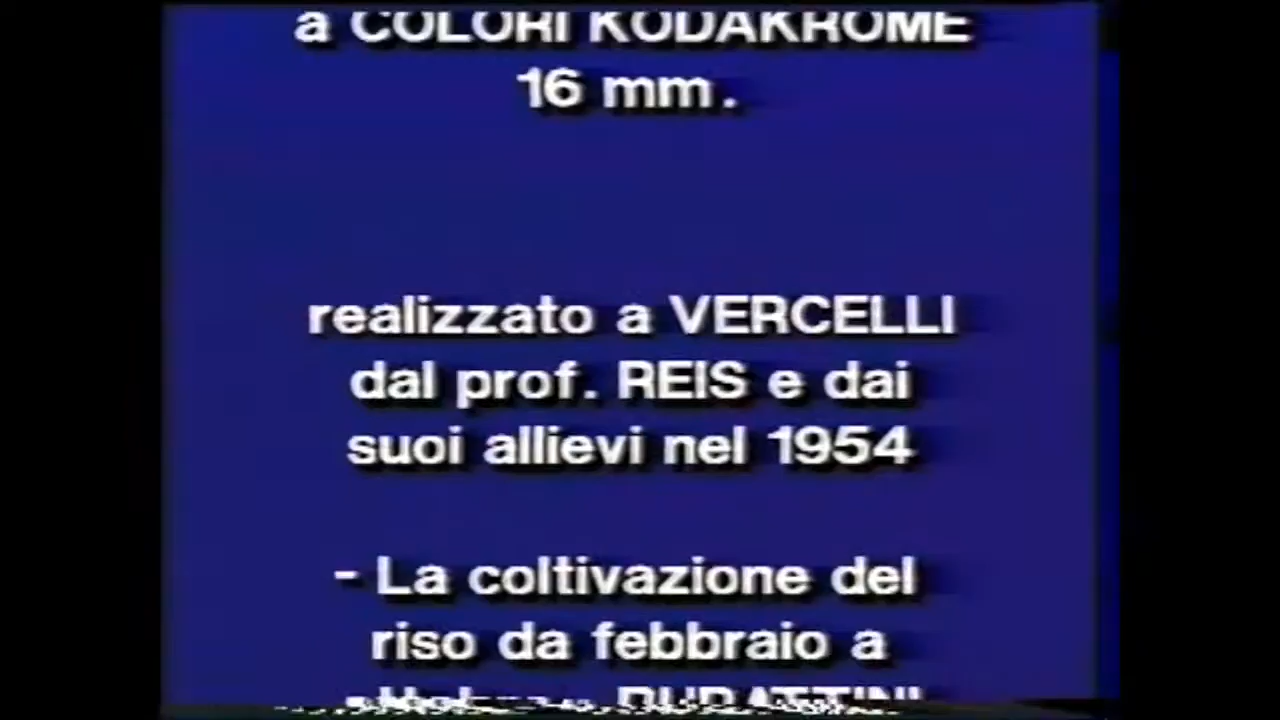 a COLORI KODAKROME
16 mm.
realizzato a VERCELLI
dal prof. REIS e dai
suoi allievi nel 1954
- La coltivazione del
riso da febbraio a